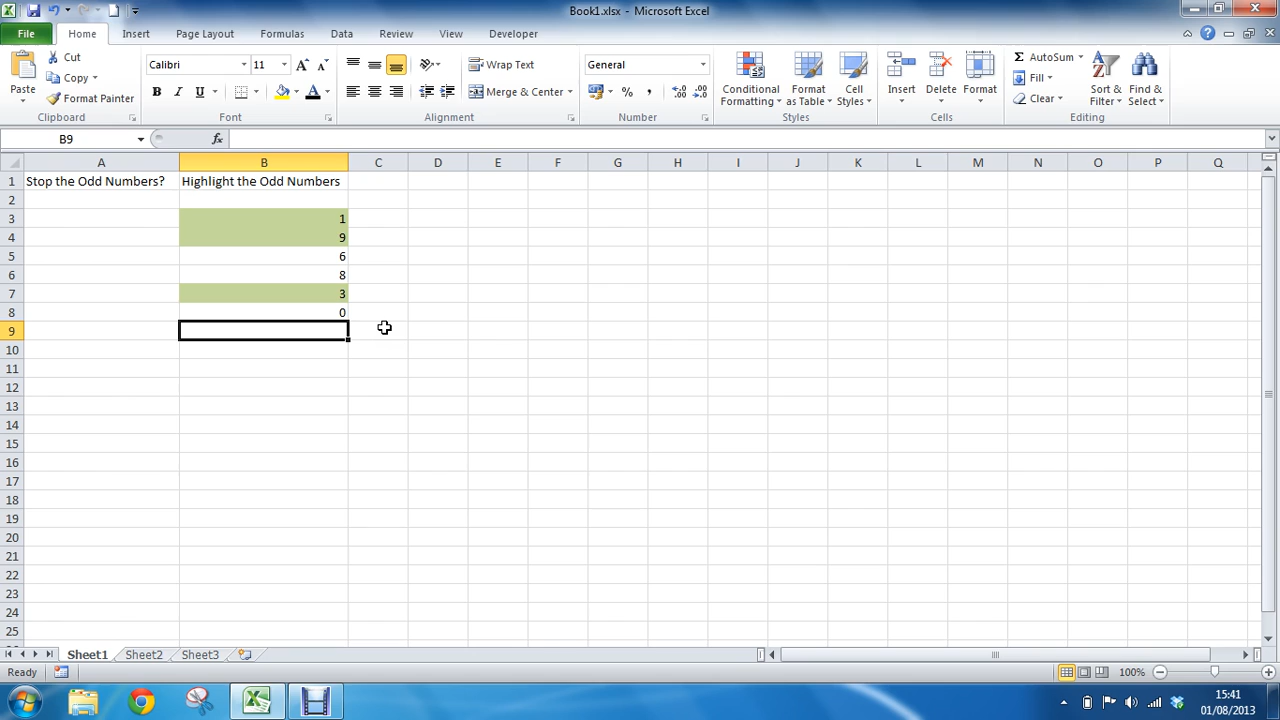 Book1.xlsx - Microsoft Excel
File Home Insert Page Layout Formulas Data Review View Developer
Cut
Copy
Format Painter
Paste
Clipboard
Calibri 11
B I U
Font
Wrap Text
Merge & Center
Alignment
General
%
Number
Conditional Formatting
Format as Table
Cell Styles
Styles
Insert
Delete
Format
Cells
AutoSum
Fill
Clear
Sort & Filter
Find & Select
Editing
B9 fx
A B C D E F G H I J K L M N O P Q
1 Stop the Odd Numbers? Highlight the Odd Numbers
2
3 1
4 9
5 6
6 8
7 3
8 0
9
10
11
12
13
14
15
16
17
18
19
20
21
22
23
24
25
Sheet1 Sheet2 Sheet3
Ready 100%
15:41
01/08/2013